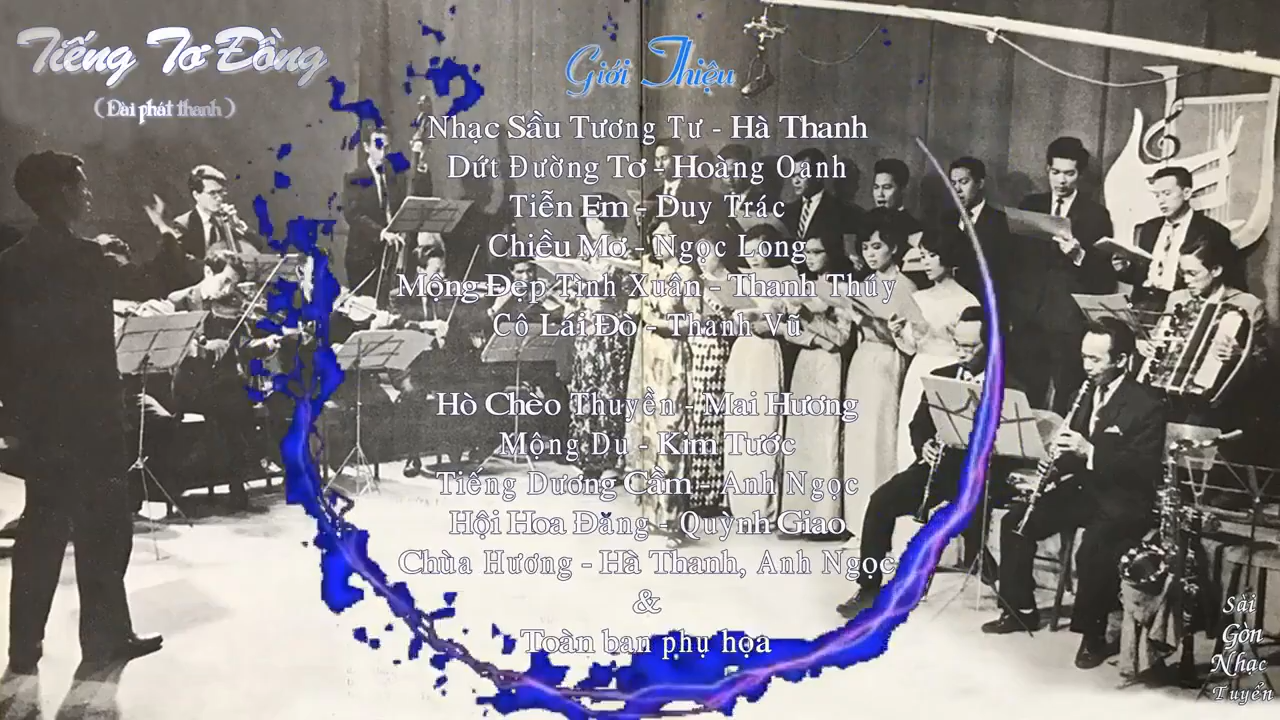 Tiếng Tơ Đồng
( Đài phát thanh )
Giới Thiệu
Nhạc Sầu Tương Tư - Hà Thanh
Dứt Đường Tơ - Hoàng Oanh
Tiễn Em - Duy Trác
Chiều Mơ - Ngọc Long
Mộng Đẹp Tình Xuân - Thanh Thúy
Cô Lái Đò - Thanh Vũ
Hò Chèo Thuyền - Mai Hương
Mộng Du - Kim Tước
Tiếng Dương Cầm - Anh Ngọc
Hội Hoa Đăng - Quỳnh Giao
Chùa Hương - Hà Thanh, Anh Ngọc
&
Toàn ban phụ họa
Sài
Gòn
Nhạc
Tuyển